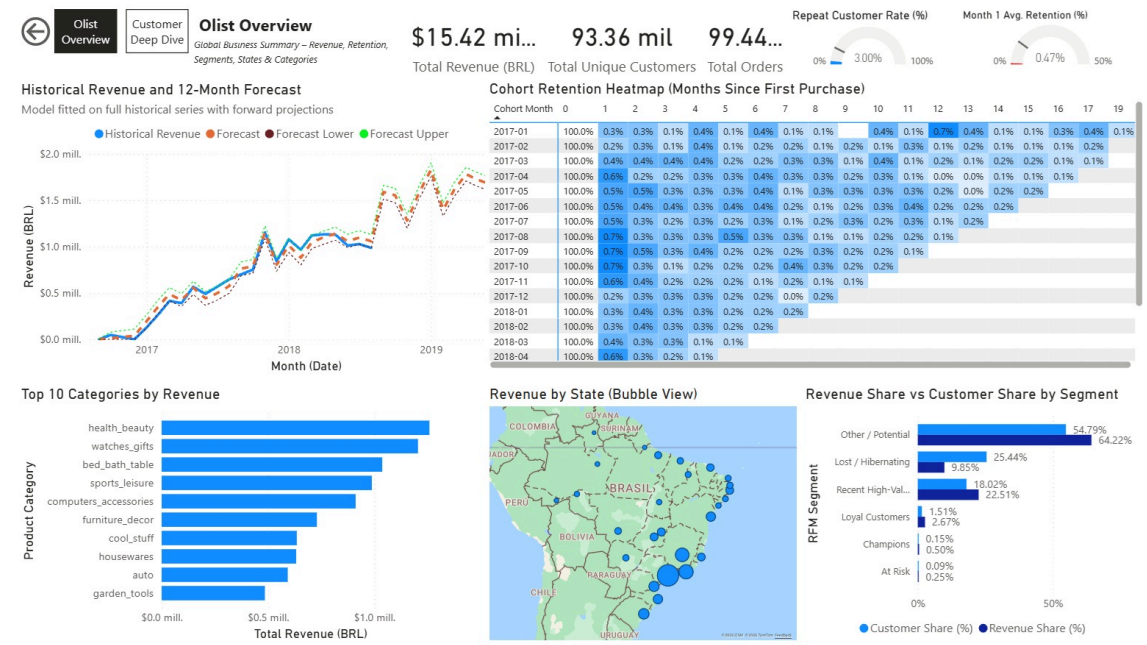 Olist Overview
Customer Deep Dive
Olist Overview
Global Business Summary – Revenue, Retention,
Segments, States & Categories
$15.42 mi...
Total Revenue (BRL)
93.36 mil
Total Unique Customers
99.44...
Total Orders
Repeat Customer Rate (%)
0% 3.00% 100%
Month 1 Avg. Retention (%)
0% 0.47% 50%
Historical Revenue and 12-Month Forecast
Model fitted on full historical series with forward projections
Historical Revenue Forecast Forecast Lower Forecast Upper
Revenue (BRL)
$2.0 mill.
$1.5 mill.
$1.0 mill.
$0.5 mill.
$0.0 mill.
2017 2018 2019
Month (Date)
Cohort Retention Heatmap (Months Since First Purchase)
Cohort Month 0 1 2 3 4 5 6 7 8 9 10 11 12 13 14 15 16 17 18 19
2017-01 100.0% 0.3% 0.3% 0.1% 0.4% 0.1% 0.4% 0.1% 0.1% 0.4% 0.1% 0.7% 0.4% 0.1% 0.1% 0.3% 0.4% 0.1%
2017-02 100.0% 0.2% 0.3% 0.1% 0.4% 0.1% 0.2% 0.1% 0.2% 0.1% 0.2% 0.1% 0.3% 0.1% 0.2% 0.1% 0.1% 0.2%
2017-03 100.0% 0.4% 0.4% 0.4% 0.4% 0.2% 0.2% 0.3% 0.3% 0.1% 0.4% 0.1% 0.2% 0.1% 0.2% 0.2% 0.1% 0.1%
2017-04 100.0% 0.6% 0.2% 0.2% 0.3% 0.3% 0.4% 0.3% 0.3% 0.3% 0.2% 0.1% 0.0% 0.0% 0.1% 0.1% 0.1%
2017-05 100.0% 0.5% 0.5% 0.3% 0.3% 0.3% 0.4% 0.1% 0.3% 0.3% 0.3% 0.3% 0.2% 0.0% 0.2% 0.2%
2017-06 100.0% 0.5% 0.4% 0.4% 0.3% 0.4% 0.4% 0.2% 0.1% 0.2% 0.3% 0.4% 0.2% 0.2% 0.2%
2017-07 100.0% 0.5% 0.3% 0.2% 0.3% 0.2% 0.3% 0.1% 0.2% 0.3% 0.2% 0.3% 0.1% 0.2%
2017-08 100.0% 0.7% 0.3% 0.3% 0.3% 0.5% 0.3% 0.3% 0.1% 0.1% 0.2% 0.2% 0.1%
2017-09 100.0% 0.7% 0.5% 0.3% 0.4% 0.2% 0.2% 0.2% 0.3% 0.2% 0.2% 0.1%
2017-10 100.0% 0.7% 0.3% 0.1% 0.2% 0.2% 0.2% 0.4% 0.3% 0.2% 0.2%
2017-11 100.0% 0.6% 0.4% 0.2% 0.2% 0.2% 0.1% 0.2% 0.1% 0.1%
2017-12 100.0% 0.2% 0.3% 0.3% 0.3% 0.2% 0.2% 0.0% 0.2%
2018-01 100.0% 0.3% 0.4% 0.3% 0.3% 0.2% 0.2% 0.2%
2018-02 100.0% 0.3% 0.4% 0.3% 0.3% 0.2% 0.2%
2018-03 100.0% 0.4% 0.3% 0.3% 0.1% 0.1%
2018-04 100.0% 0.6% 0.3% 0.2% 0.1%
Top 10 Categories by Revenue
Product Category
health_beauty
watches_gifts
bed_bath_table
sports_leisure
computers_accessories
furniture_decor
cool_stuff
housewares
auto
garden_tools
$0.0 mill. $0.5 mill. $1.0 mill.
Total Revenue (BRL)
Revenue by State (Bubble View)
GUYANA
COLOMBIA
SURINAM
ADOR
BRASIL
PERÚ
BOLIVIA
PARAGUAY
CHILE
URUGUAY
Revenue Share vs Customer Share by Segment
RFM Segment
Other / Potential 54.79% 64.22%
Lost / Hibernating 25.44% 9.85%
Recent High-Val... 18.02% 22.51%
Loyal Customers 1.51% 2.67%
Champions 0.15% 0.50%
At Risk 0.09% 0.25%
0% 50%
Customer Share (%) Revenue Share (%)